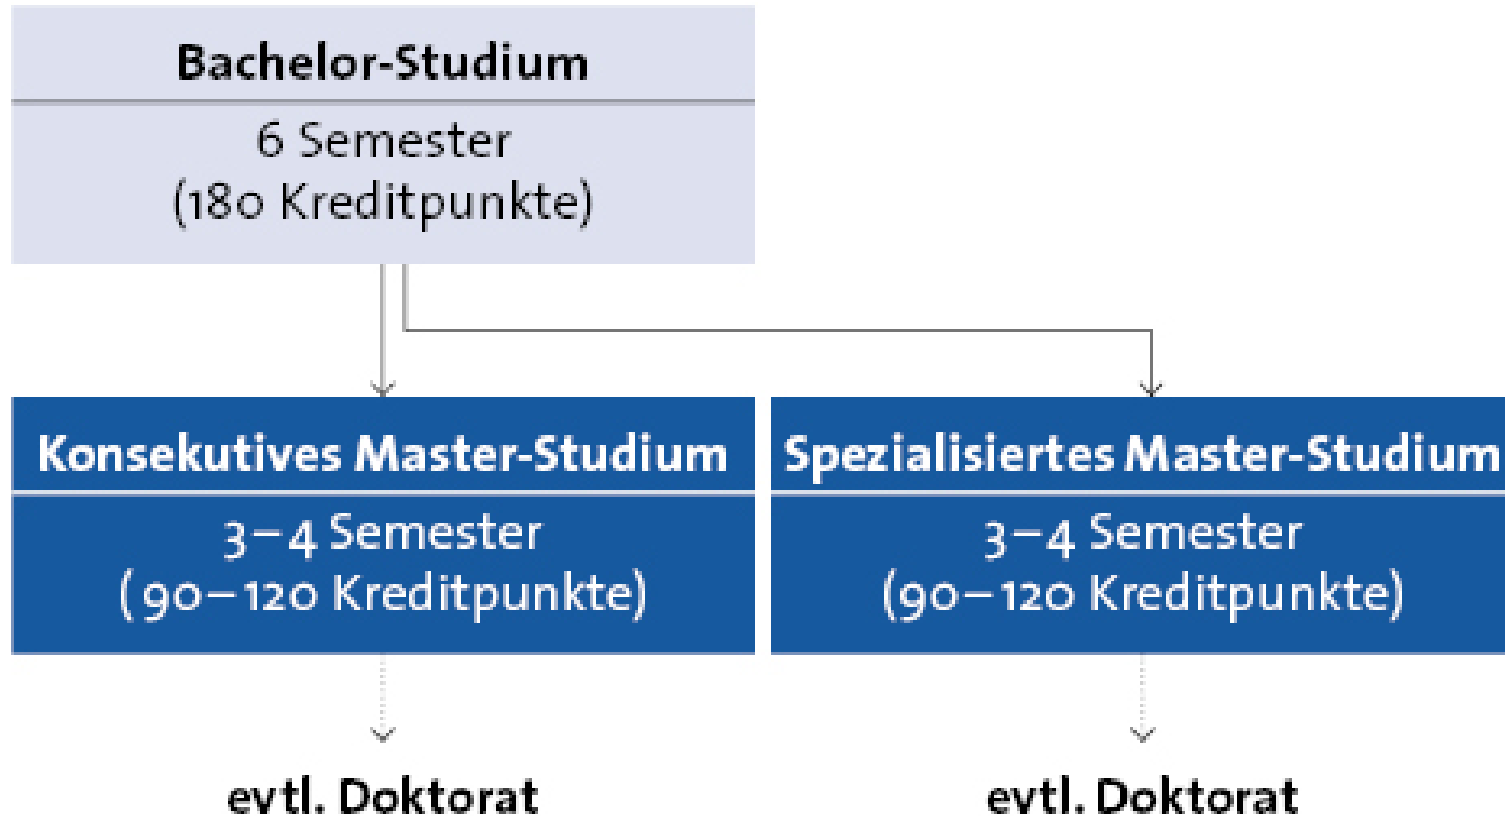 Bachelor-Studium
6 Semester
(180 Kreditpunkte)
Konsekutives Master-Studium
3–4 Semester
( 90–120 Kreditpunkte)
Spezialisiertes Master-Studium
3–4 Semester
(90–120 Kreditpunkte)
evtl. Doktorat
evtl. Doktorat